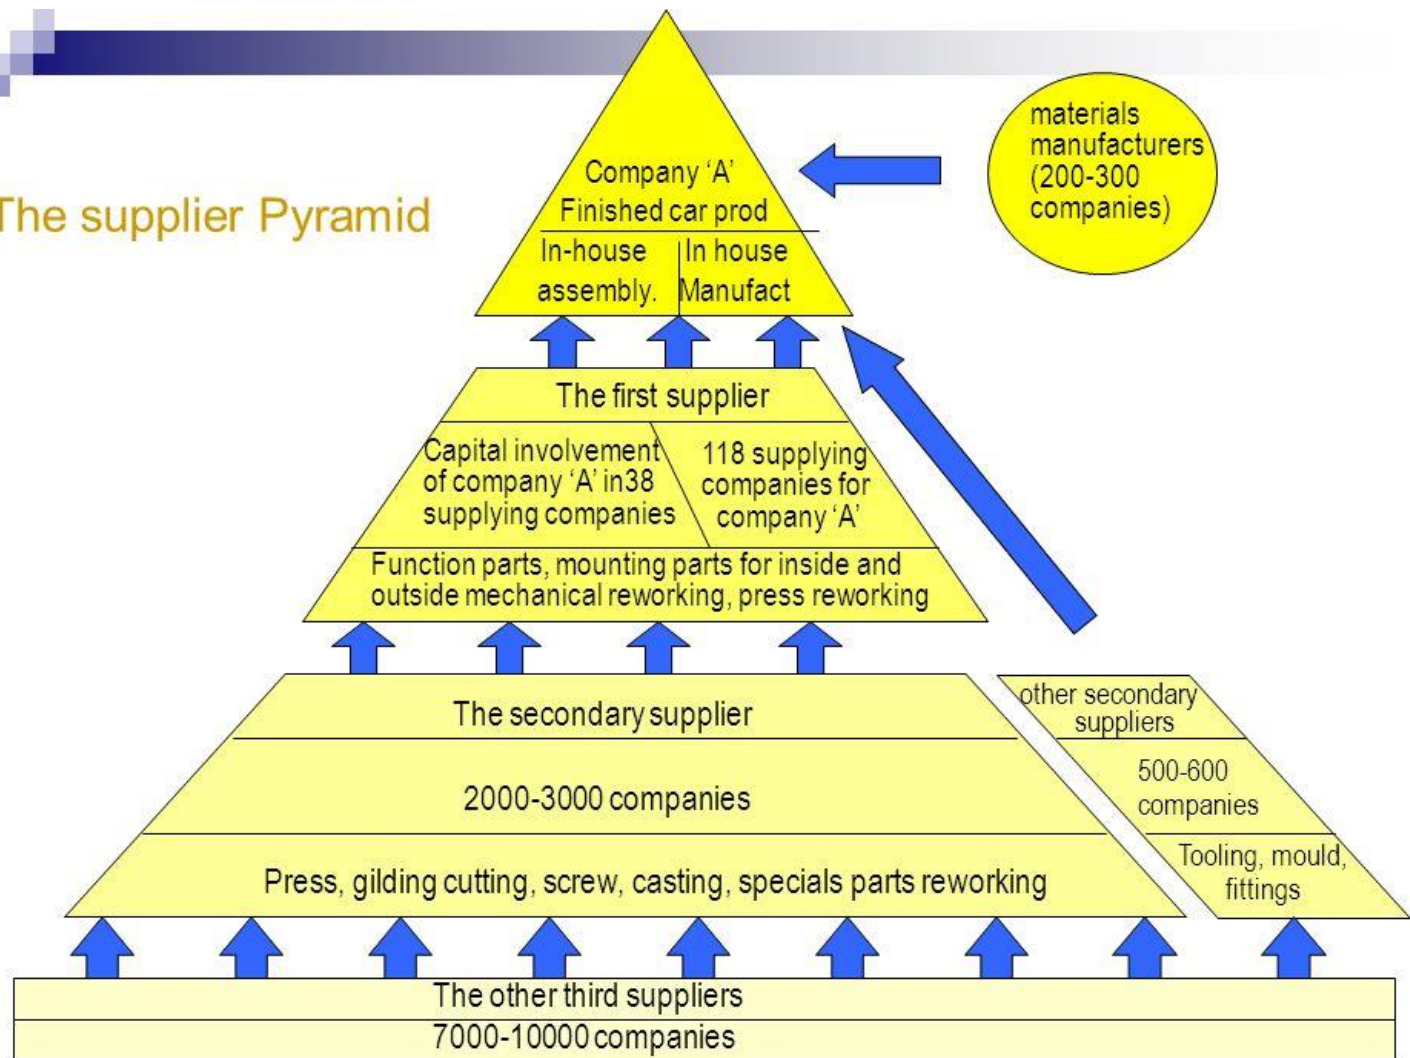 The supplier Pyramid
Company ‘A’
Finished car prod
In-house
assembly.
In house
Manufact
materials
manufacturers
(200-300
companies)
The first supplier
Capital involvement
of company ‘A’ in38
supplying companies
118 supplying
companies for
company ‘A’
Function parts, mounting parts for inside and
outside mechanical reworking, press reworking
The secondary supplier
2000-3000 companies
Press, gilding cutting, screw, casting, specials parts reworking
other secondary
suppliers
500-600
companies
Tooling, mould,
fittings
The other third suppliers
7000-10000 companies